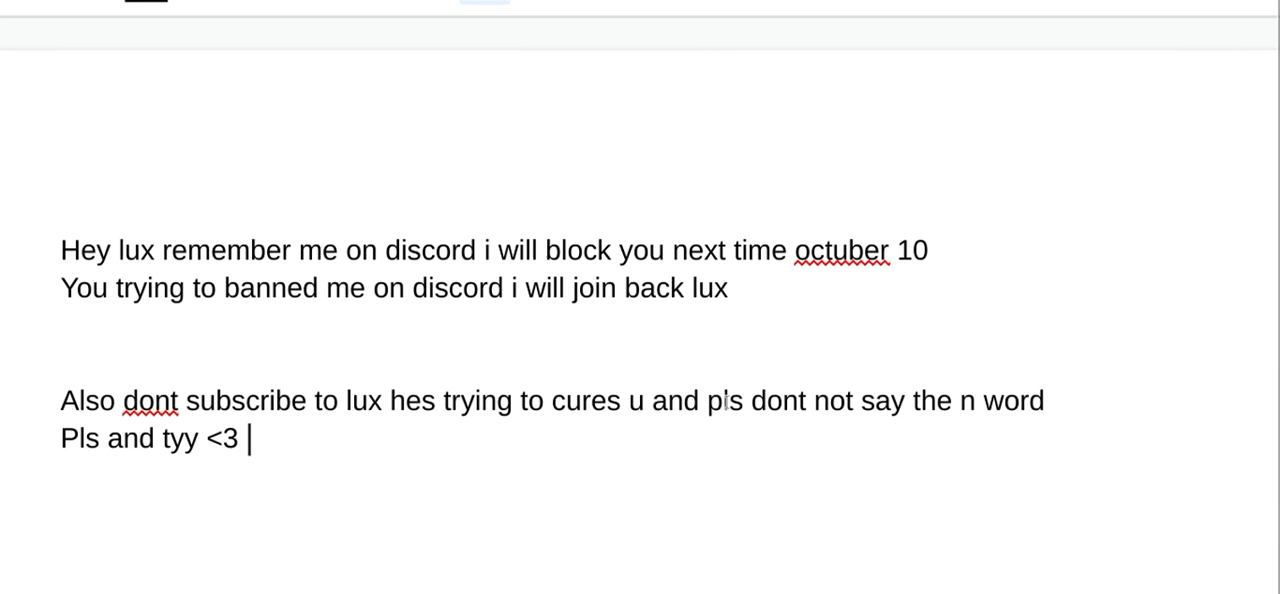 Hey lux remember me on discord i will block you next time octuber 10
You trying to banned me on discord i will join back lux
Also dont subscribe to lux hes trying to cures u and pls dont not say the n word
Pls and tyy <3